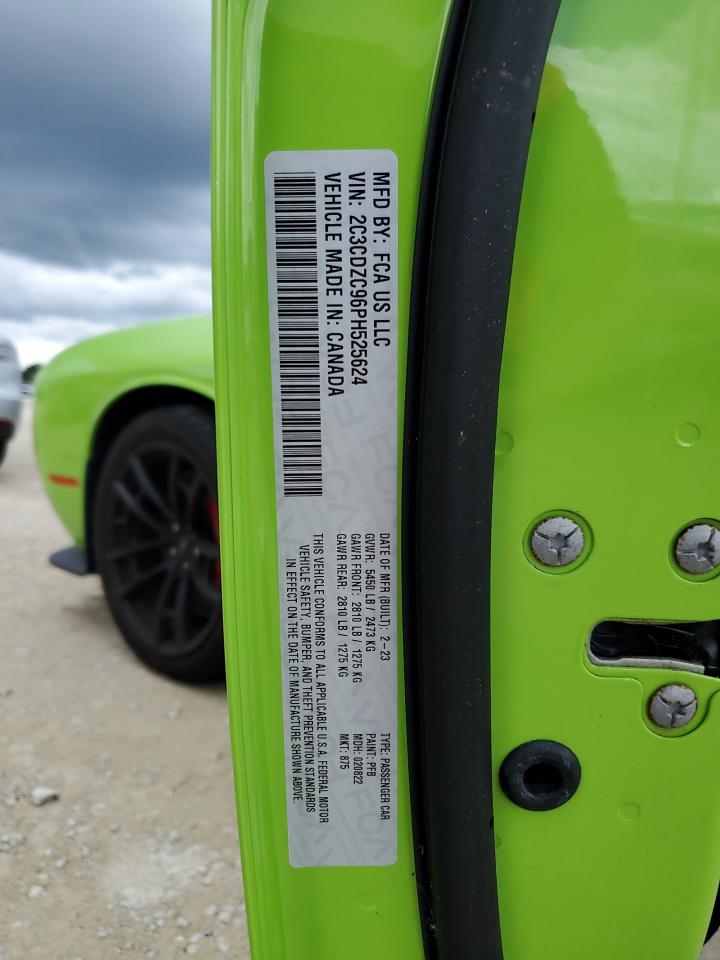 MFD BY: FCA US LLC
VIN: 2C3CDZC96PH525624
VEHICLE MADE IN: CANADA
DATE OF MFR (BUILT): 2-23
GVWR: 5450 LB / 2473 KG
GAWR FRONT: 2810 LB / 1275 KG
GAWR REAR: 2810 LB / 1275 KG
TYPE: PASSENGER CAR
PAINT: PFB
MDH: 020822
MKT: 875
THIS VEHICLE CONFORMS TO ALL APPLICABLE U.S.A. FEDERAL MOTOR
VEHICLE SAFETY, BUMPER, AND THEFT PREVENTION STANDARDS
IN EFFECT ON THE DATE OF MANUFACTURE SHOWN ABOVE.